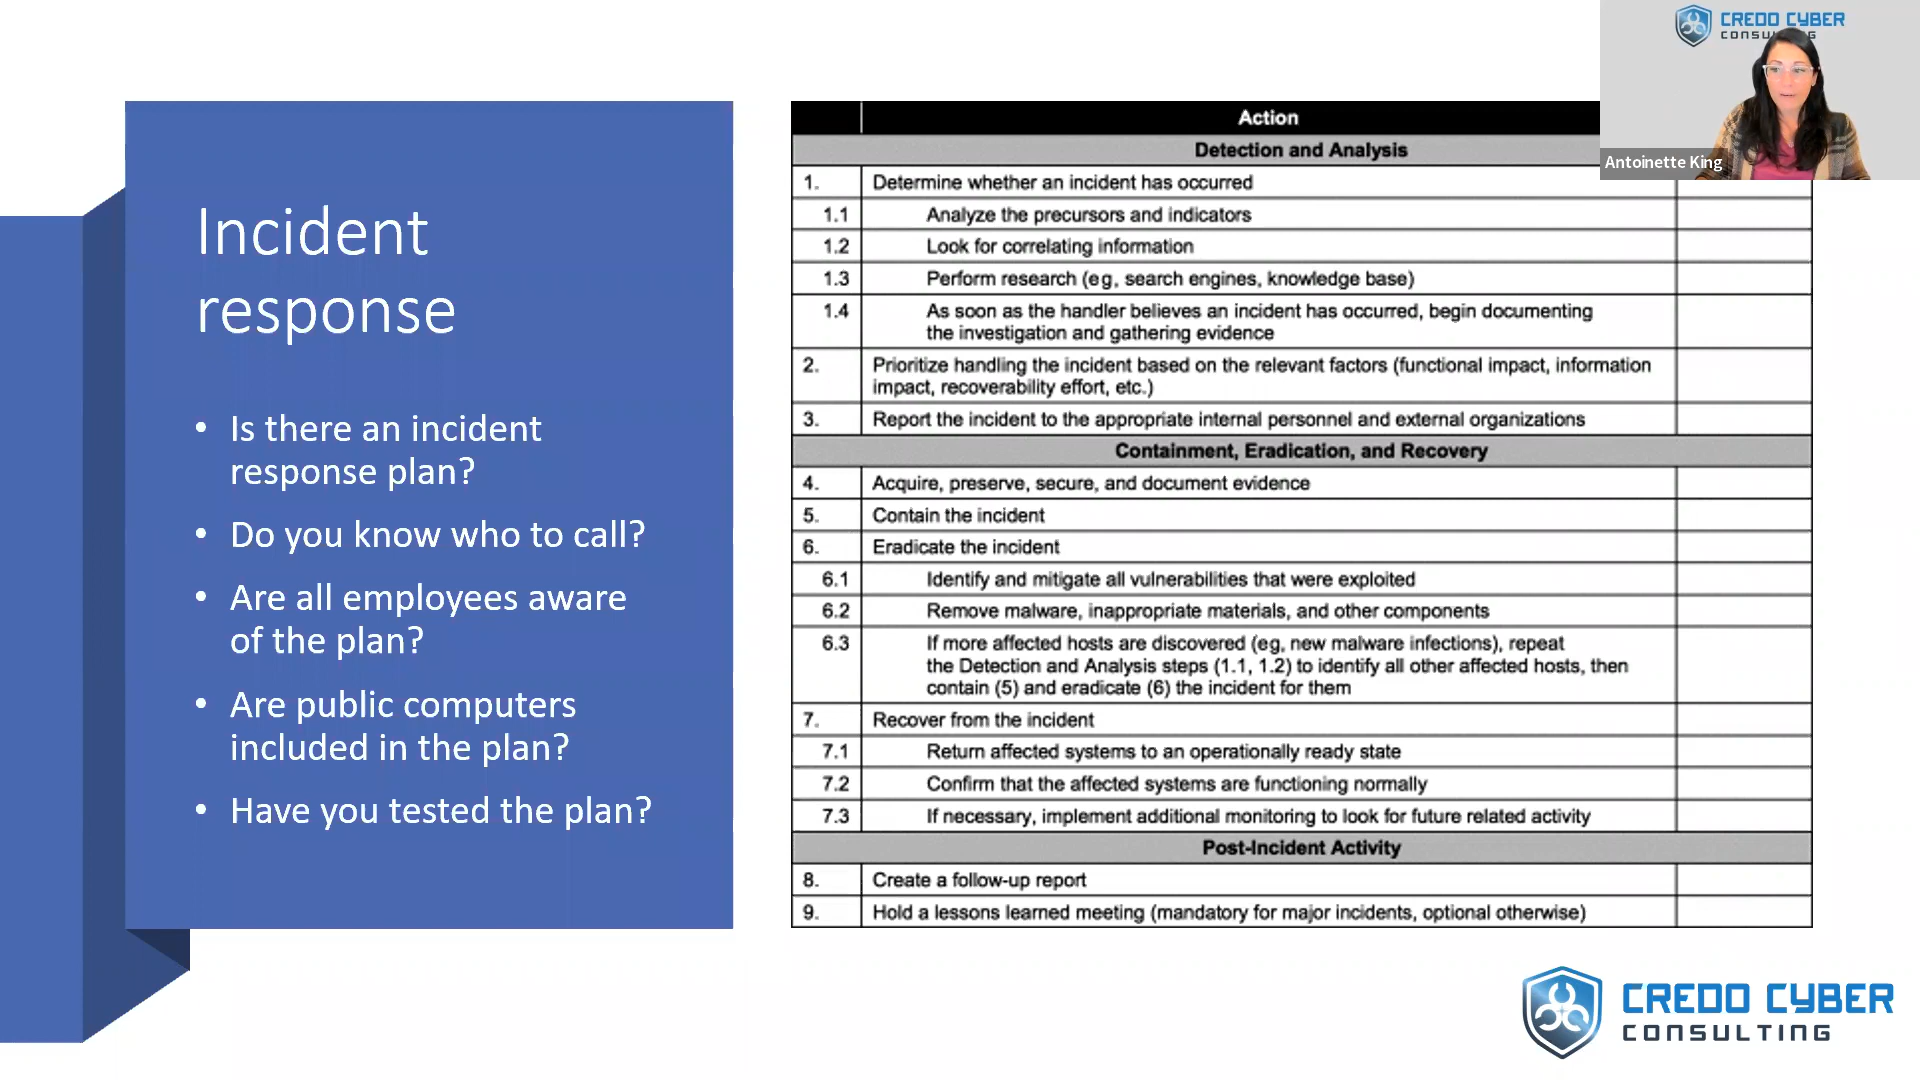 CREDO CYBER
Antoinette King
Incident
response
• Is there an incident
response plan?
• Do you know who to call?
• Are all employees aware
of the plan?
• Are public computers
included in the plan?
• Have you tested the plan?
Action
Detection and Analysis
1. Determine whether an incident has occurred
1.1 Analyze the precursors and indicators
1.2 Look for correlating information
1.3 Perform research (eg, search engines, knowledge base)
1.4 As soon as the handler believes an incident has occurred, begin documenting
the investigation and gathering evidence
2. Prioritize handling the incident based on the relevant factors (functional impact, information
impact, recoverability effort, etc.)
3. Report the incident to the appropriate internal personnel and external organizations
Containment, Eradication, and Recovery
4. Acquire, preserve, secure, and document evidence
5. Contain the incident
6. Eradicate the incident
6.1 Identify and mitigate all vulnerabilities that were exploited
6.2 Remove malware, inappropriate materials, and other components
6.3 If more affected hosts are discovered (eg, new malware infections), repeat
the Detection and Analysis steps (1.1, 1.2) to identify all other affected hosts, then
contain (5) and eradicate (6) the incident for them
7. Recover from the incident
7.1 Return affected systems to an operationally ready state
7.2 Confirm that the affected systems are functioning normally
7.3 If necessary, implement additional monitoring to look for future related activity
Post-Incident Activity
8. Create a follow-up report
9. Hold a lessons learned meeting (mandatory for major incidents, optional otherwise)
CREDO CYBER
CONSULTING